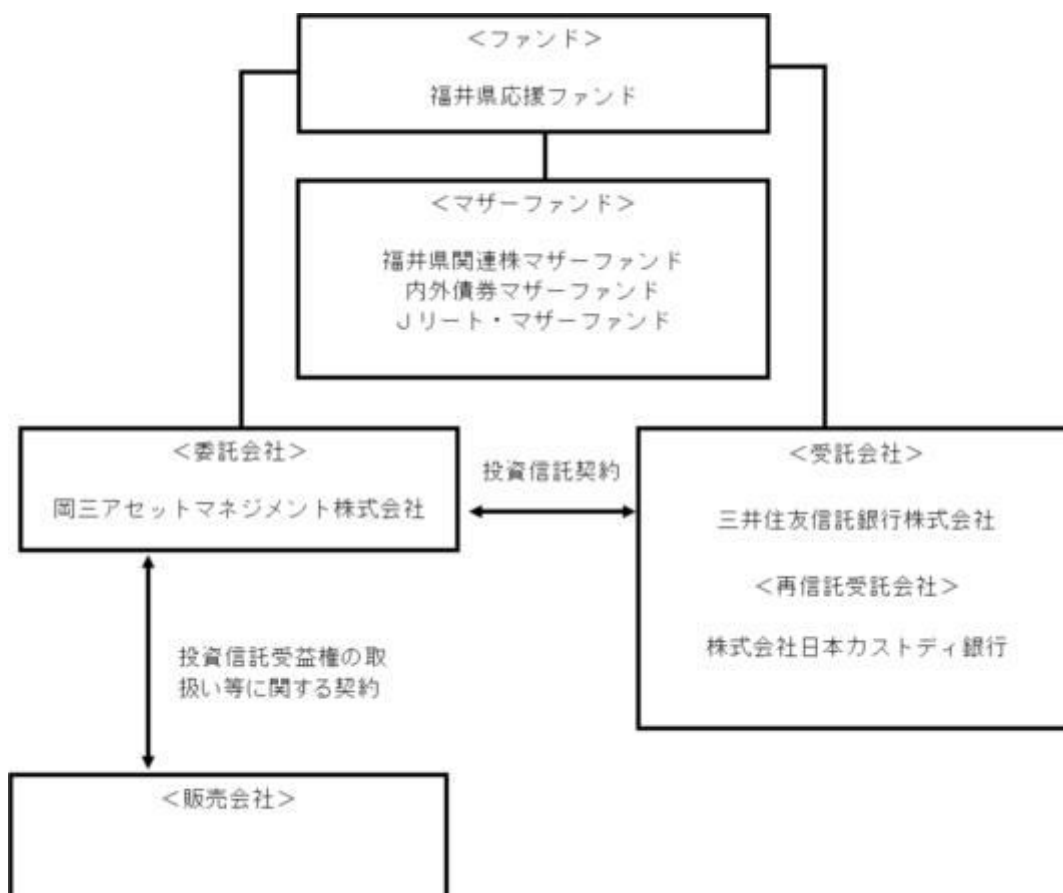 ＜ファンド＞
福井県応援ファンド
＜マザーファンド＞
福井県関連株マザーファンド
内外債券マザーファンド
Ｊリート・マザーファンド
＜委託会社＞
岡三アセットマネジメント株式会社
投資信託契約
＜受託会社＞
三井住友信託銀行株式会社
＜再信託受託会社＞
株式会社日本カストディ銀行
投資信託受益権の取
扱い等に関する契約
＜販売会社＞